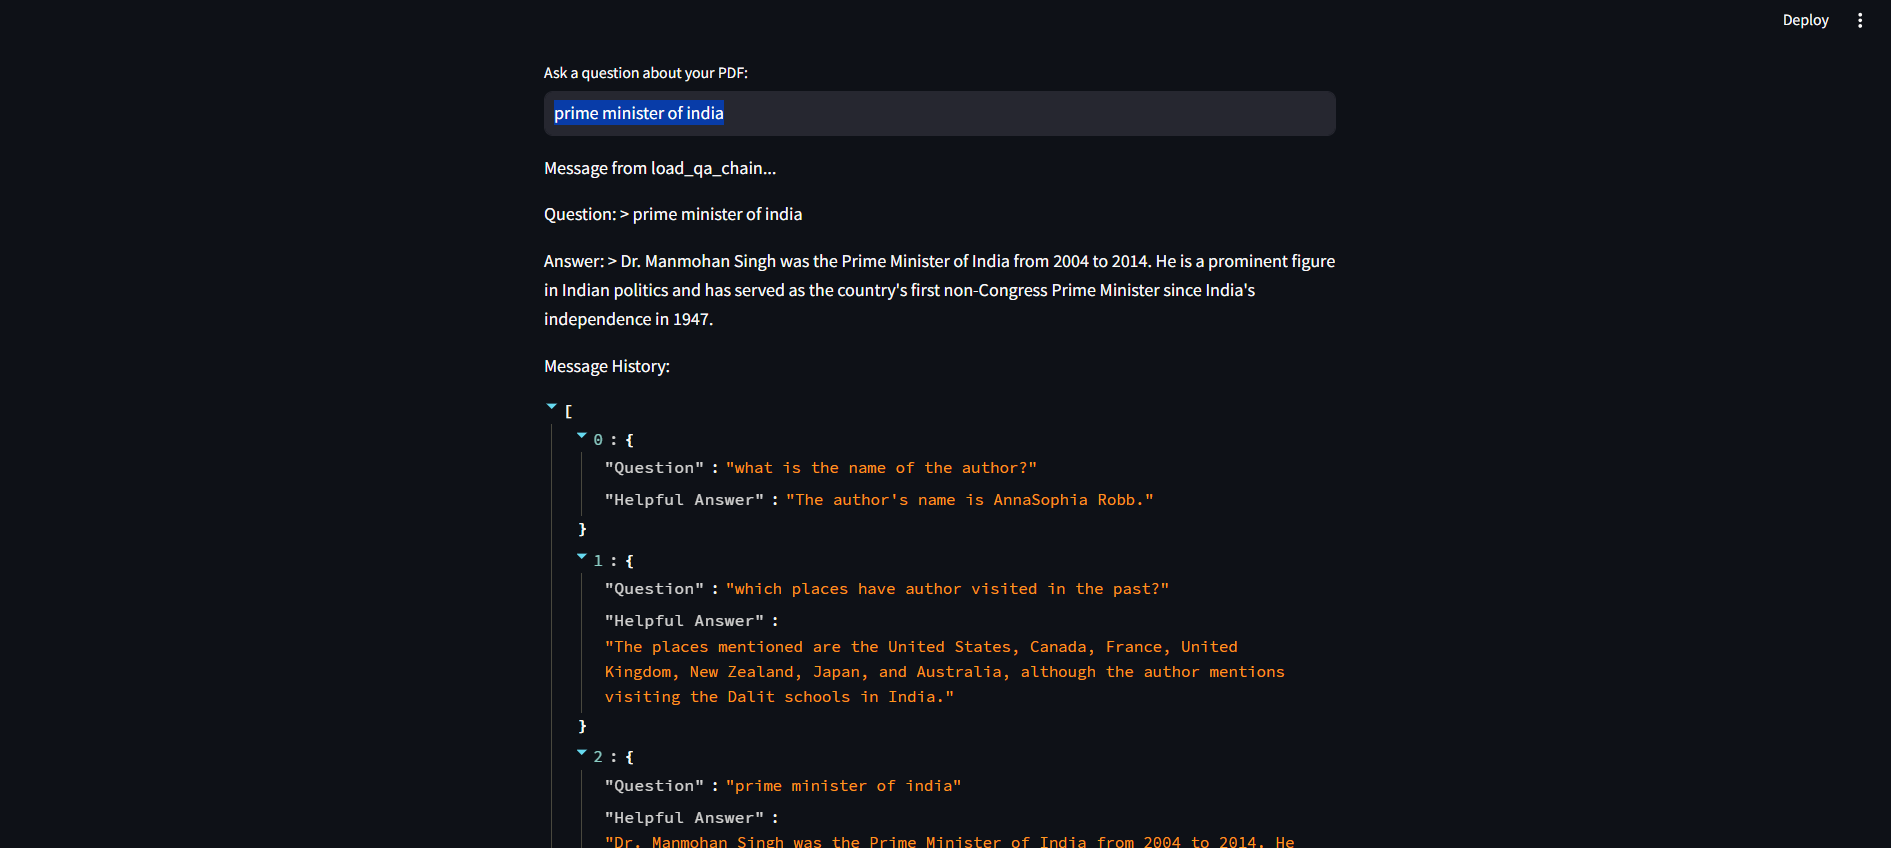 Deploy
Ask a question about your PDF:
prime minister of india
Message from load_qa_chain...
Question: > prime minister of india
Answer: > Dr. Manmohan Singh was the Prime Minister of India from 2004 to 2014. He is a prominent figure
in Indian politics and has served as the country's first non-Congress Prime Minister since India's
independence in 1947.
Message History:
[
0 : {
"Question" : "what is the name of the author?"
"Helpful Answer" : "The author's name is AnnaSophia Robb."
}
1 : {
"Question" : "which places have author visited in the past?"
"Helpful Answer" :
"The places mentioned are the United States, Canada, France, United
Kingdom, New Zealand, Japan, and Australia, although the author mentions
visiting the Dalit schools in India."
}
2 : {
"Question" : "prime minister of india"
"Helpful Answer" :
"Dr. Manmohan Singh was the Prime Minister of India from 2004 to 2014. He